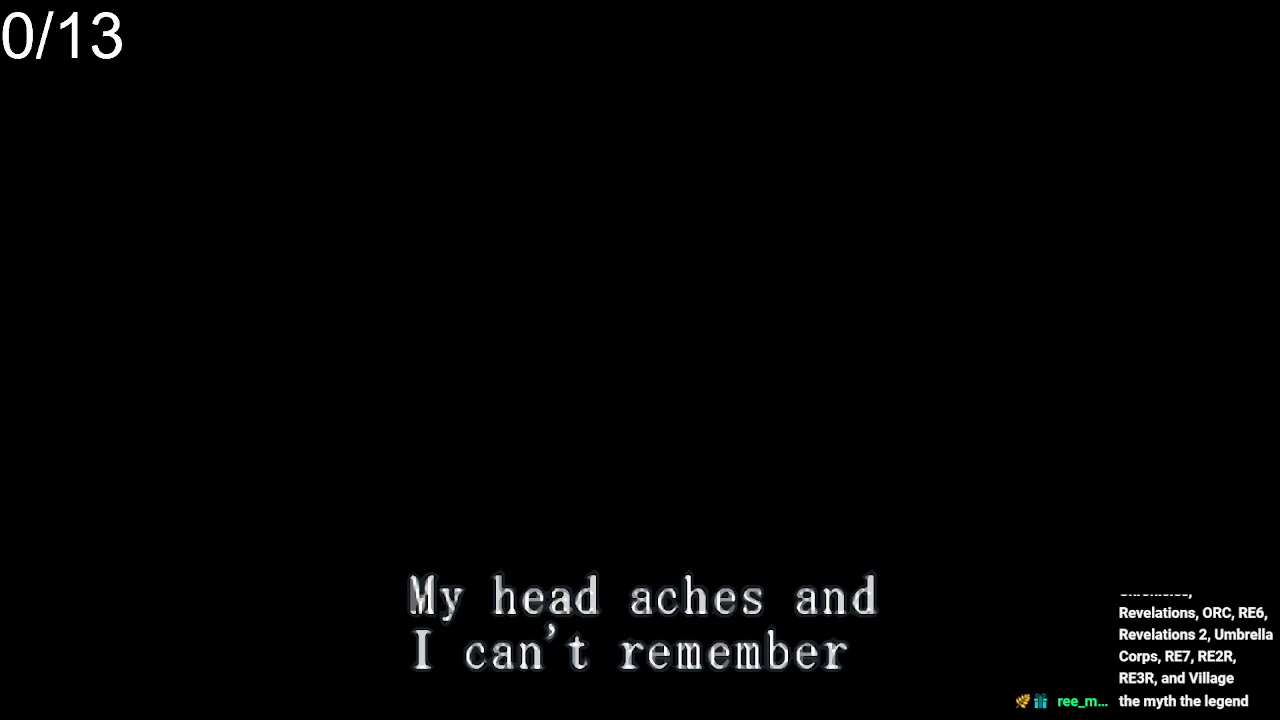 0/13
My head aches and
I can't remember
Revelations, ORC, RE6,
Revelations 2, Umbrella
Corps, RE7, RE2R,
RE3R, and Village
ree_m... the myth the legend